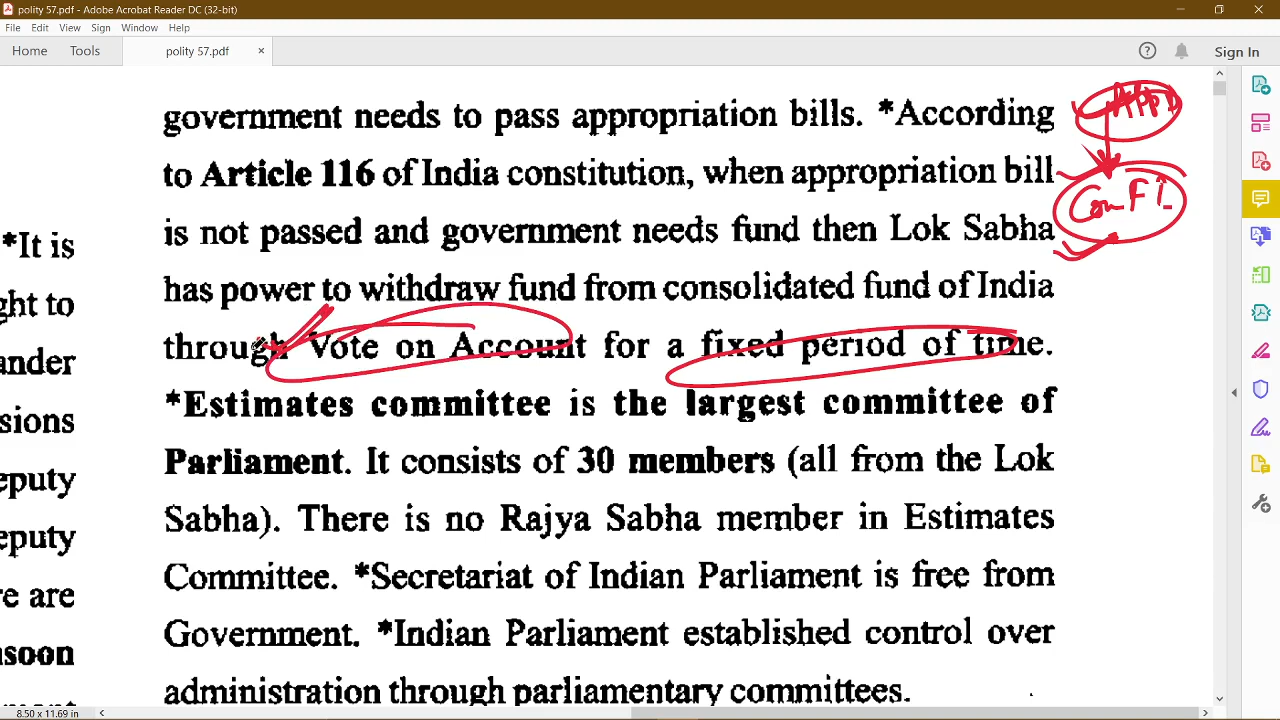 polity 57.pdf - Adobe Acrobat Reader DC (32-bit)
File Edit View Sign Window Help
Home Tools polity 57.pdf × Sign In
government needs to pass appropriation bills. *According
to Article 116 of India constitution, when appropriation bill
is not passed and government needs fund then Lok Sabha
has power to withdraw fund from consolidated fund of India
through Vote on Account for a fixed period of time.
*Estimates committee is the largest committee of
Parliament. It consists of 30 members (all from the Lok
Sabha). There is no Rajya Sabha member in Estimates
Committee. *Secretariat of Indian Parliament is free from
Government. *Indian Parliament established control over
administration through parliamentary committees.
*It is
ght to
ander
sions
eputy
eputy
re are
nsoon
Con FI
8.50 x 11.69 in